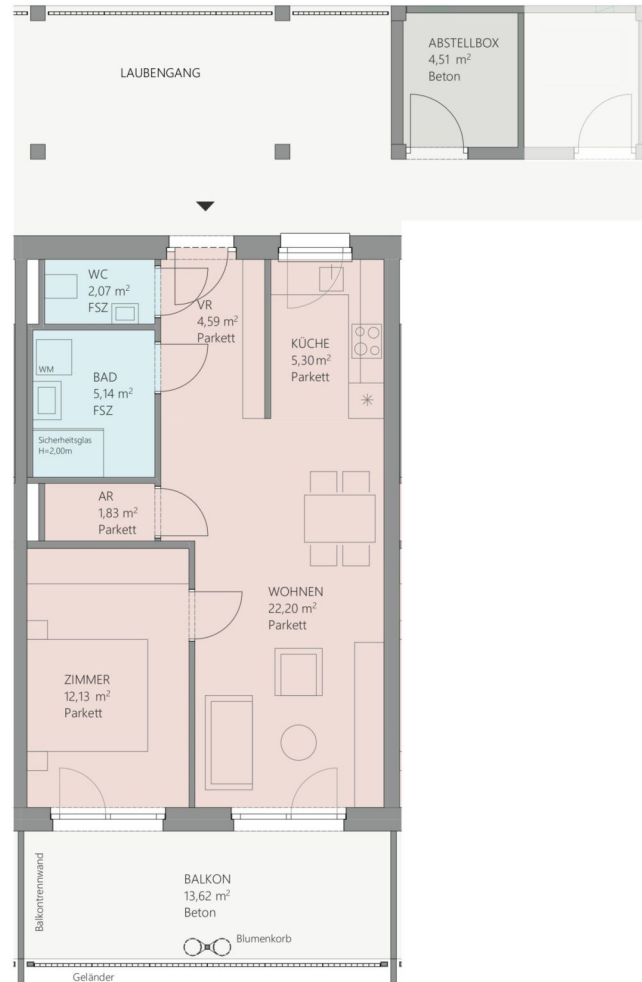 LAUBENGANG
ABSTELLBOX
4,51 m²
Beton
WC
2,07 m²
FSZ
VR
4,59 m²
Parkett
KÜCHE
5,30 m²
Parkett
WM
BAD
5,14 m²
FSZ
Sicherheitsglas
H=2,00m
AR
1,83 m²
Parkett
WOHNEN
22,20 m²
Parkett
ZIMMER
12,13 m²
Parkett
Balkontrennwand
BALKON
13,62 m²
Beton
Blumenkorb
Geländer